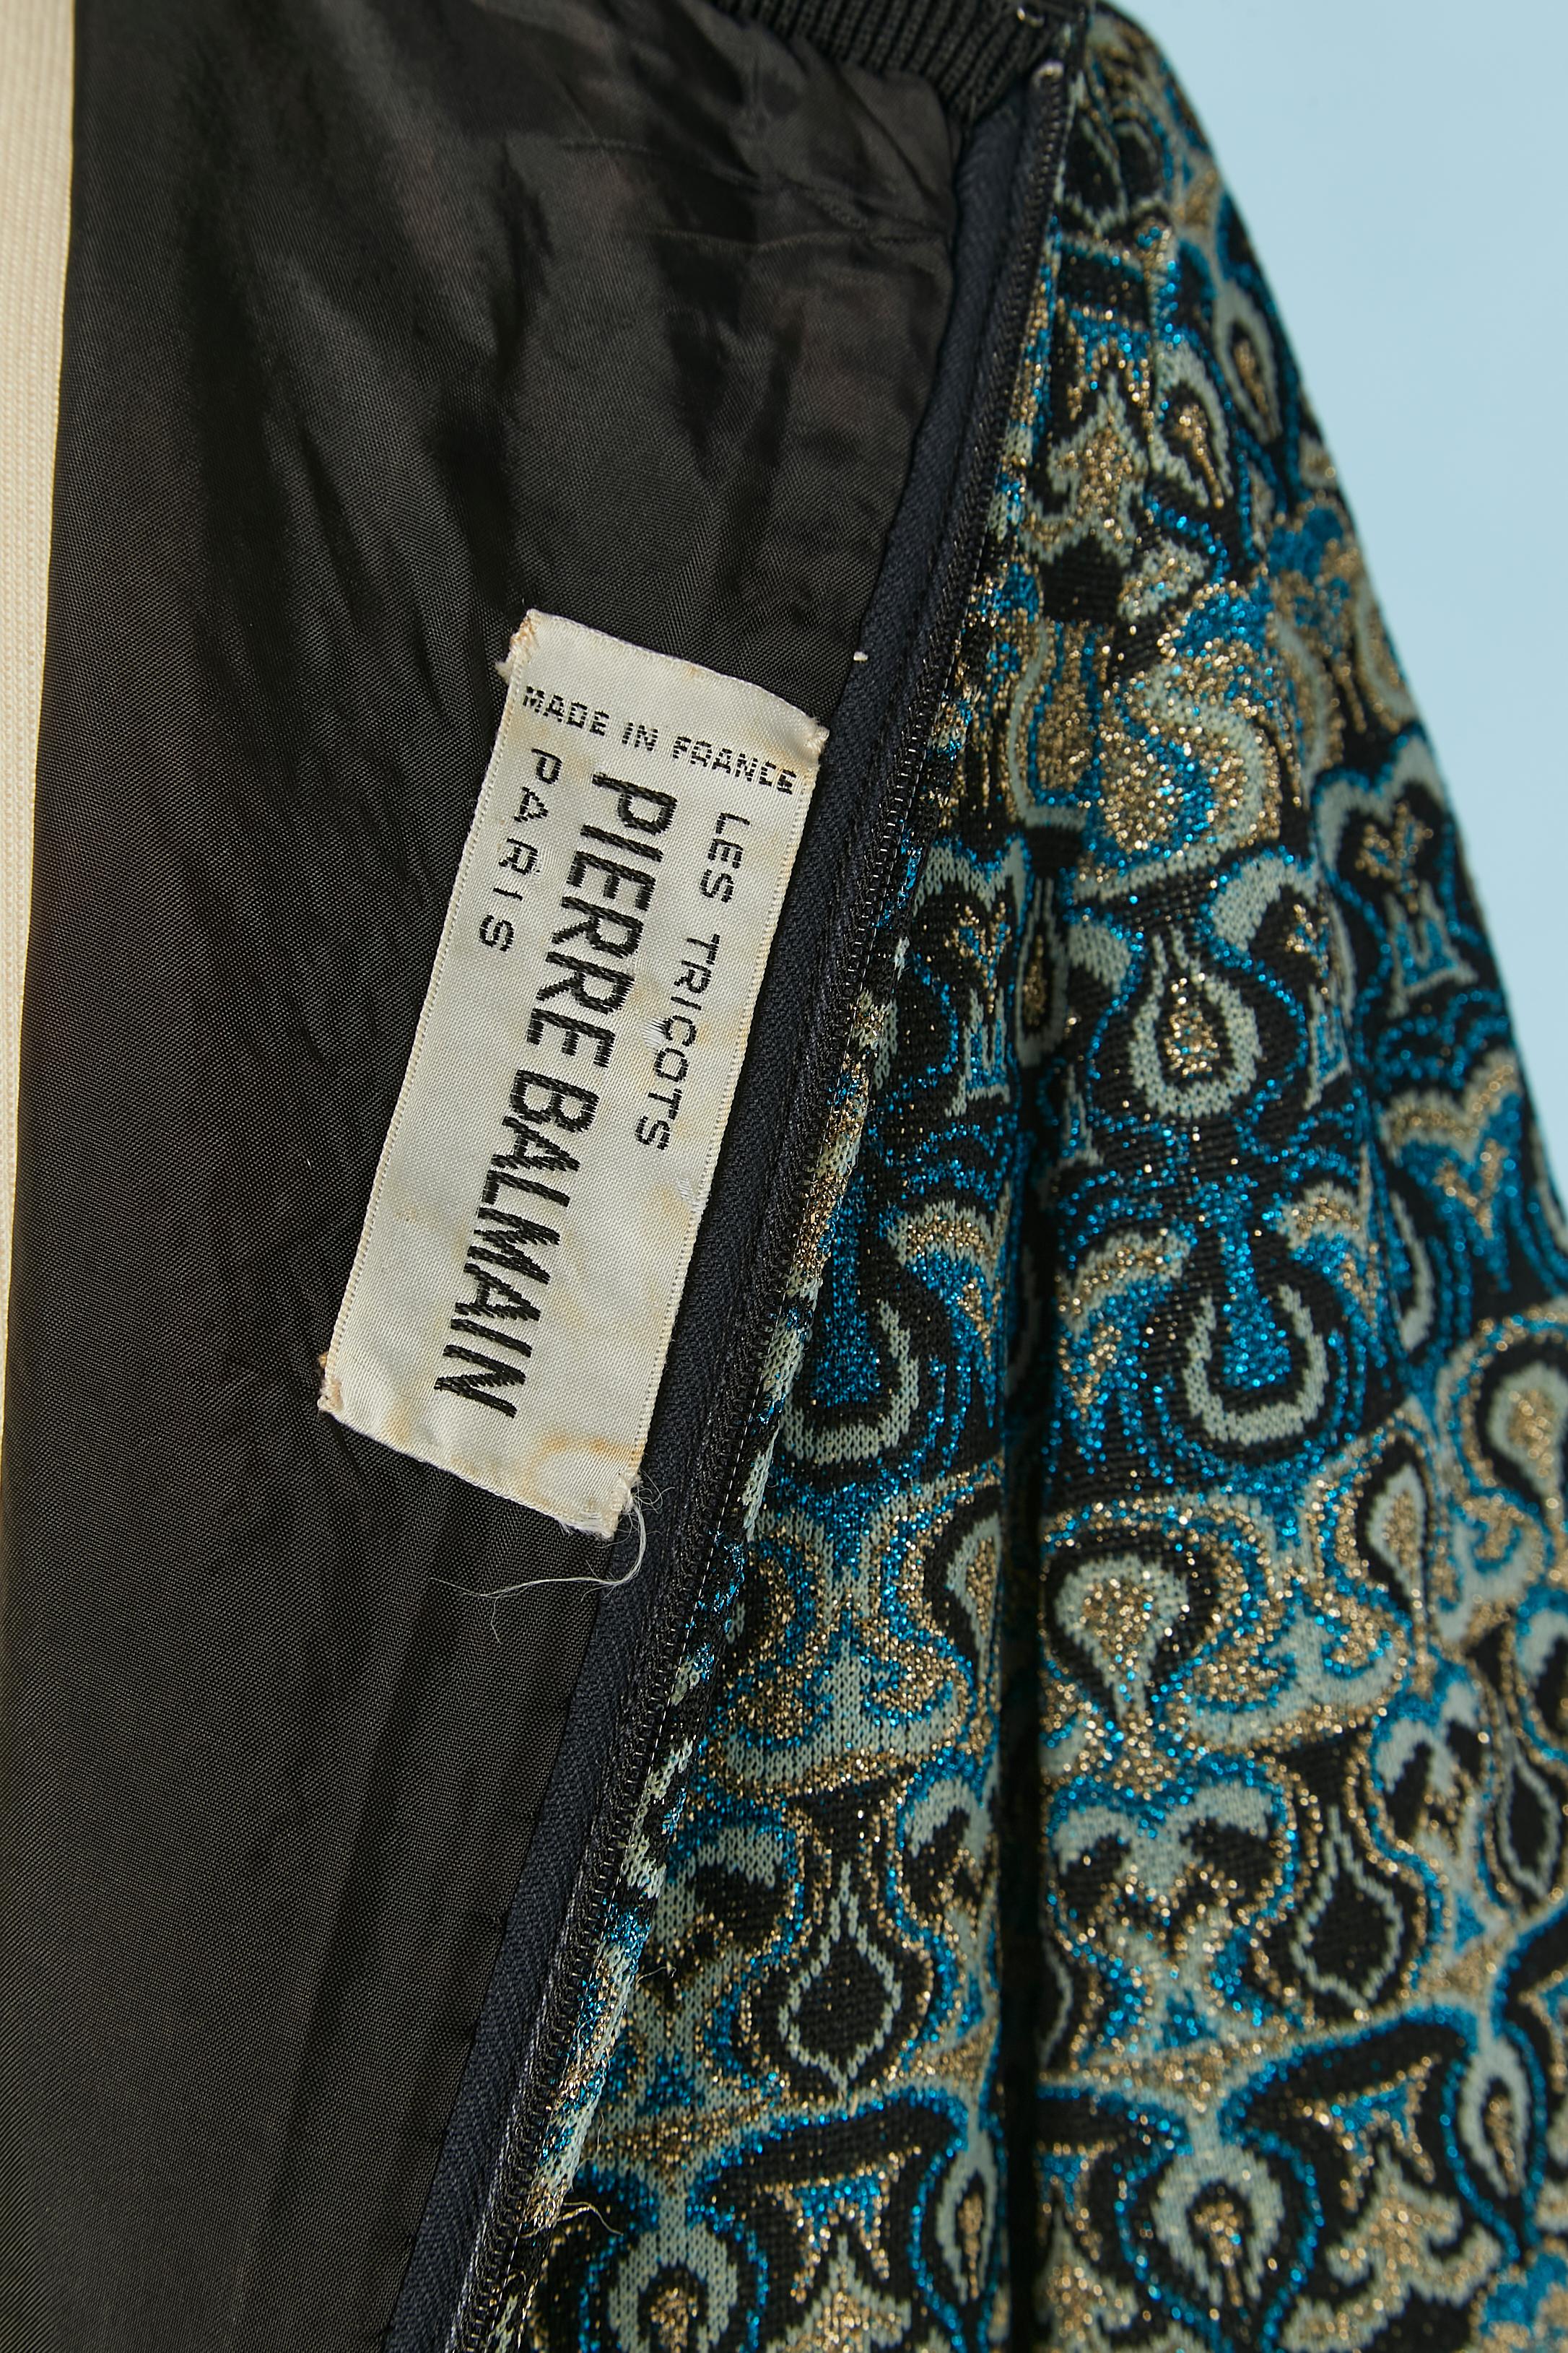 MADE IN FRANCE
LES TRICOTS
PIERRE BALMAIN
PARIS